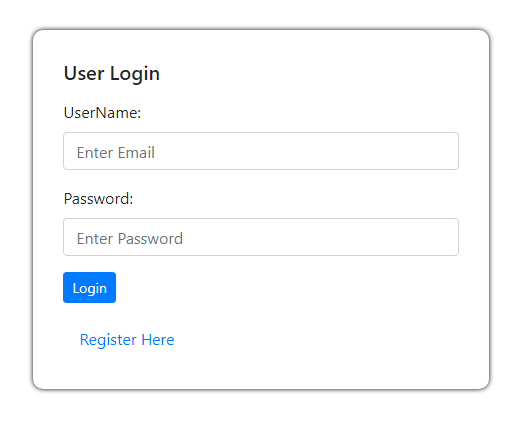 User Login
UserName:
Enter Email
Password:
Enter Password
Login
Register Here